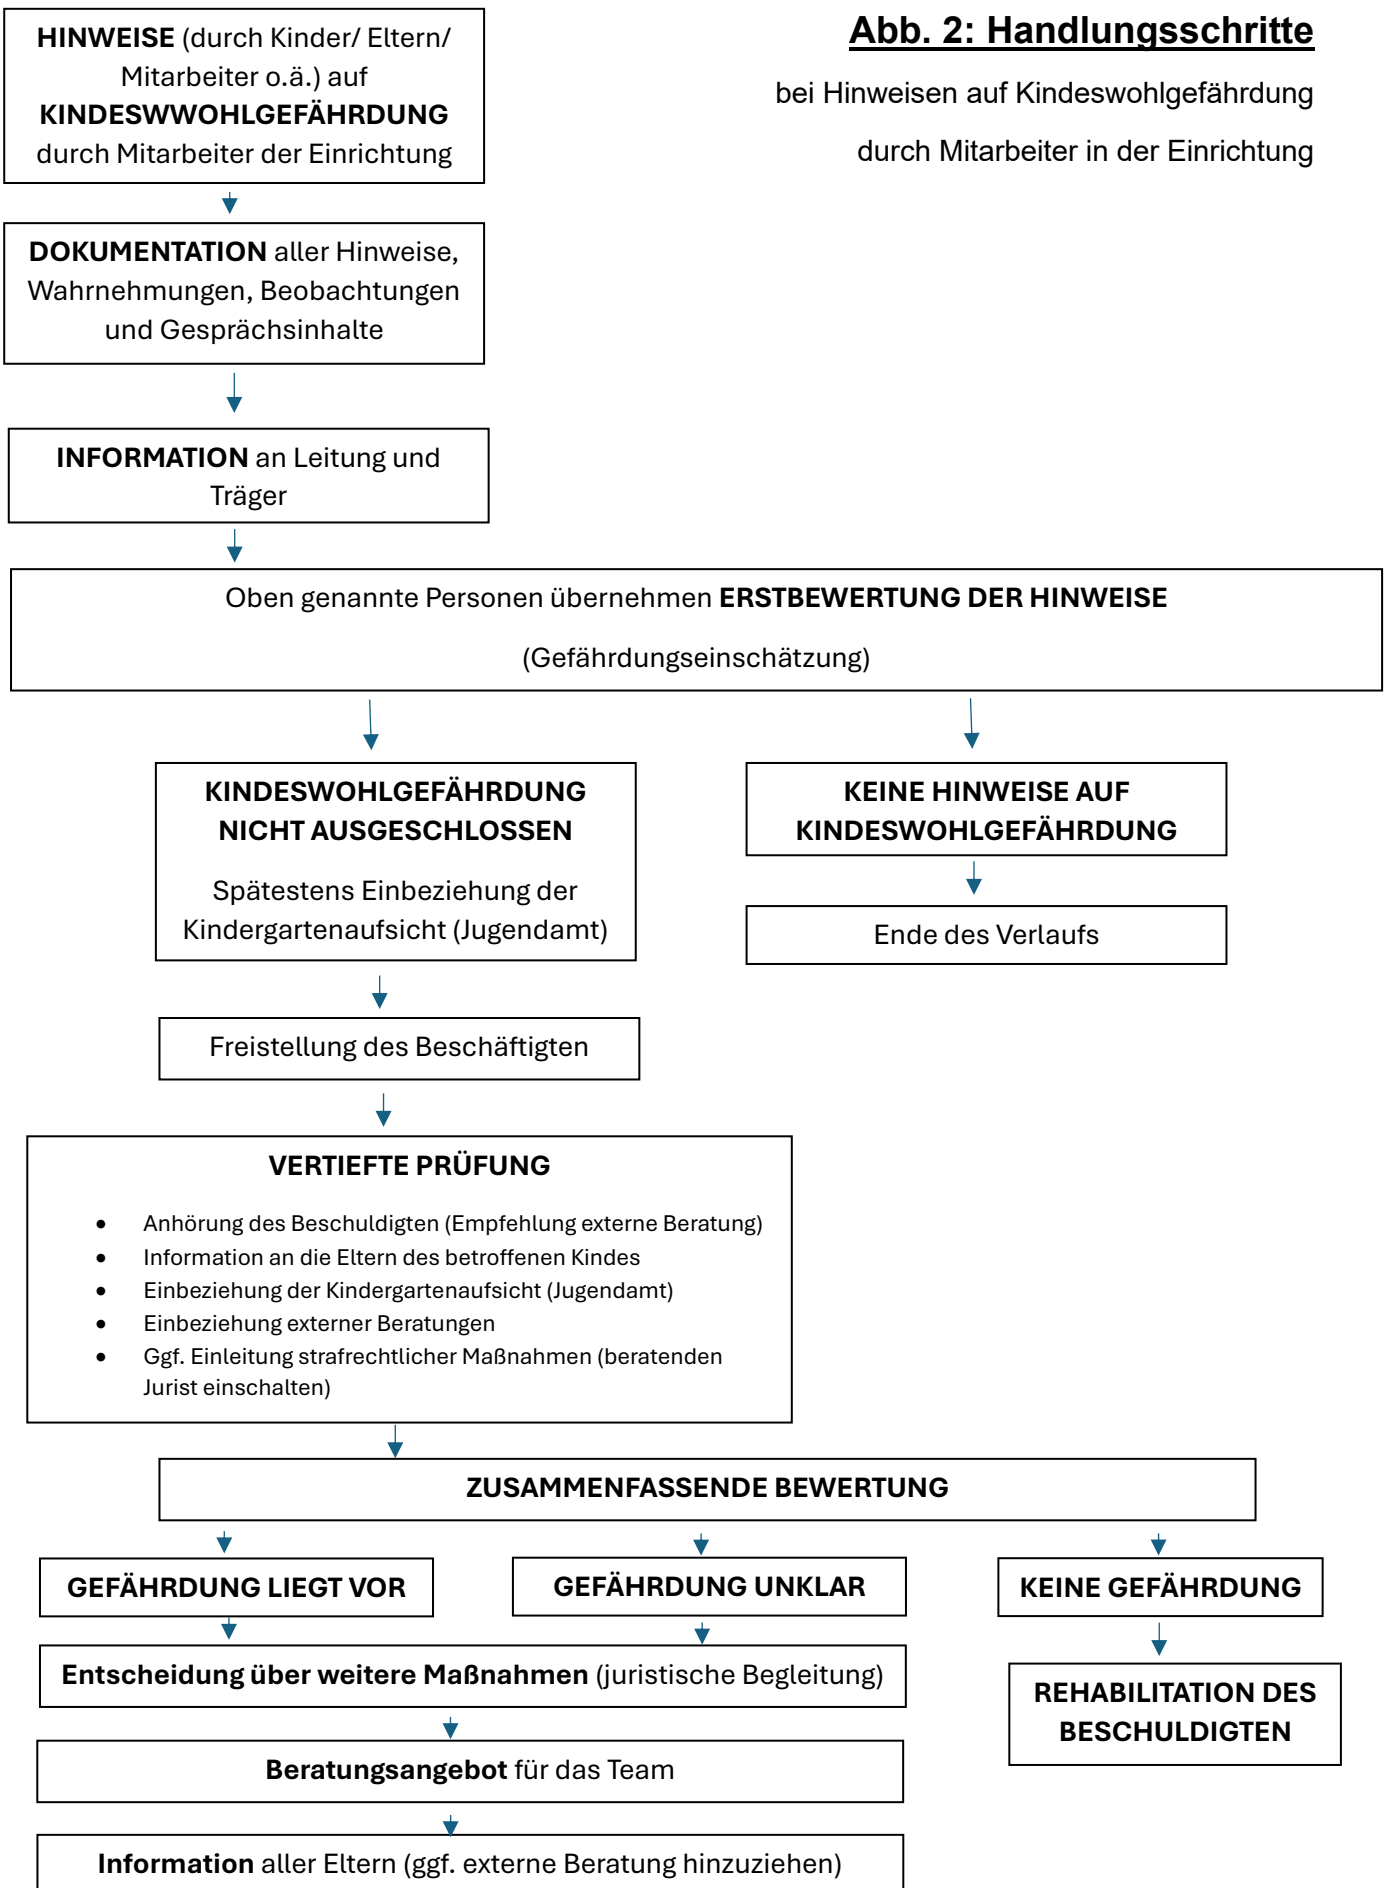 Abb. 2: Handlungsschritte
bei Hinweisen auf Kindeswohlgefährdung
durch Mitarbeiter in der Einrichtung
HINWEISE (durch Kinder/ Eltern/
Mitarbeiter o.ä.) auf
KINDESWWOHLGEFÄHRDUNG
durch Mitarbeiter der Einrichtung
DOKUMENTATION aller Hinweise,
Wahrnehmungen, Beobachtungen
und Gesprächsinhalte
INFORMATION an Leitung und
Träger
Oben genannte Personen übernehmen ERSTBEWERTUNG DER HINWEISE
(Gefährdungseinschätzung)
KINDESWOHLGEFÄHRDUNG
NICHT AUSGESCHLOSSEN
Spätestens Einbeziehung der
Kindergartenaufsicht (Jugendamt)
KEINE HINWEISE AUF
KINDESWOHLGEFÄHRDUNG
Ende des Verlaufs
Freistellung des Beschäftigten
VERTIEFTE PRÜFUNG
• Anhörung des Beschuldigten (Empfehlung externe Beratung)
• Information an die Eltern des betroffenen Kindes
• Einbeziehung der Kindergartenaufsicht (Jugendamt)
• Einbeziehung externer Beratungen
• Ggf. Einleitung strafrechtlicher Maßnahmen (beratenden
Jurist einschalten)
ZUSAMMENFASSENDE BEWERTUNG
GEFÄHRDUNG LIEGT VOR
GEFÄHRDUNG UNKLAR
KEINE GEFÄHRDUNG
Entscheidung über weitere Maßnahmen (juristische Begleitung)
REHABILITATION DES
BESCHULDIGTEN
Beratungsangebot für das Team
Information aller Eltern (ggf. externe Beratung hinzuziehen)